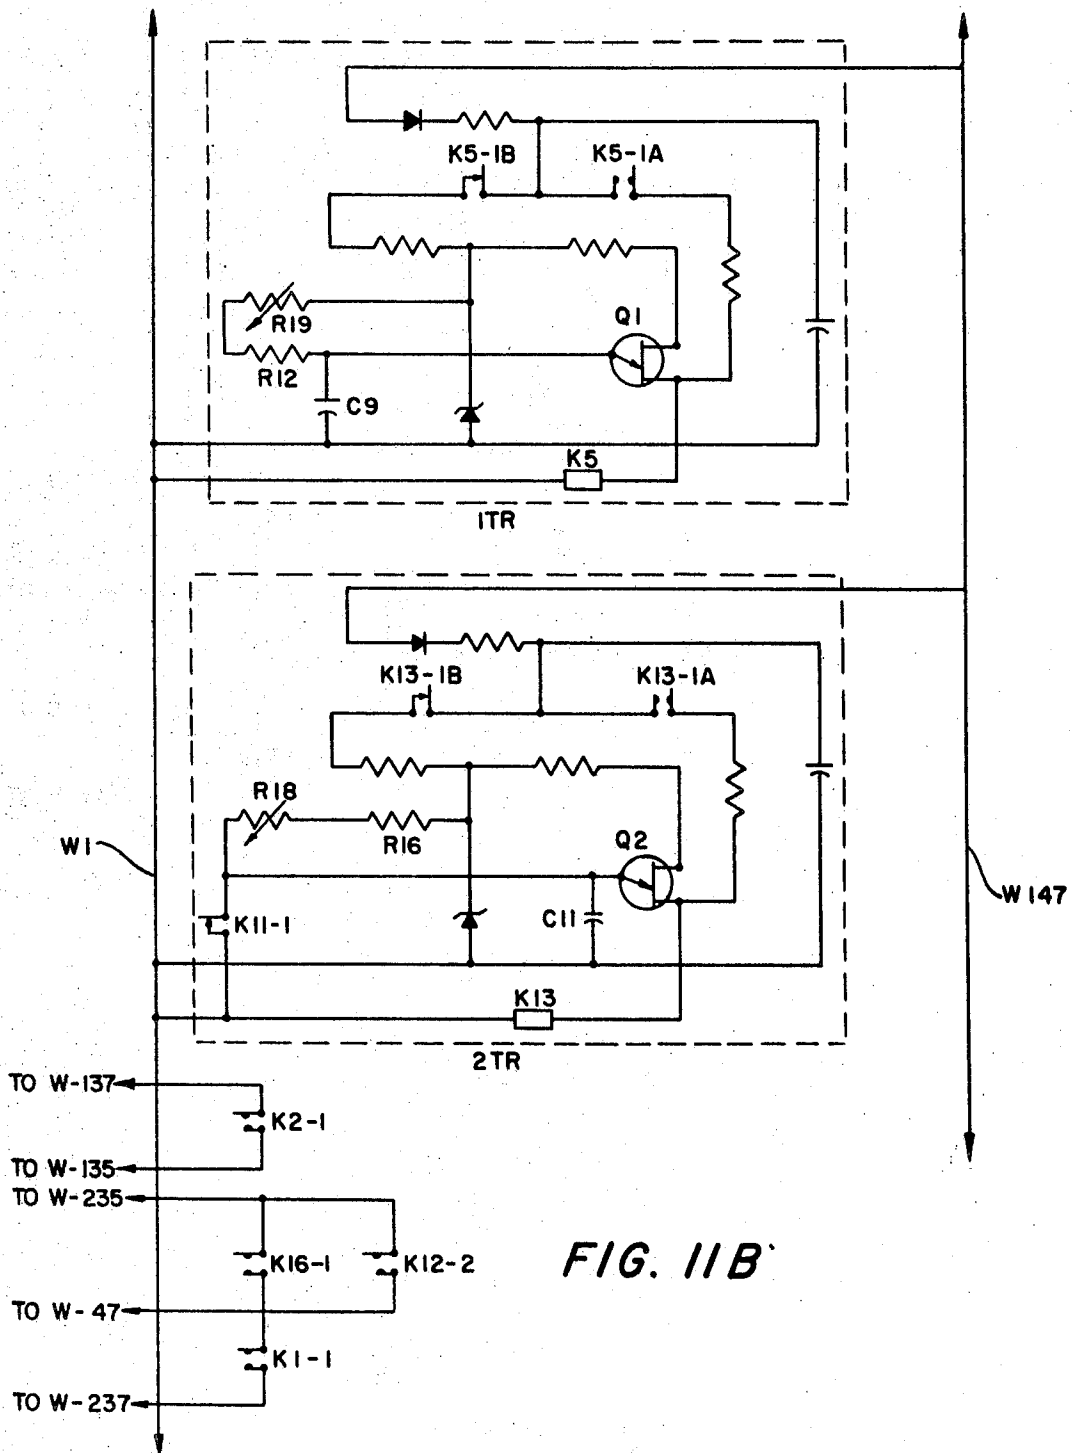 K5-1B K5-1A
Q1
R19
R12
C9
K5
1TR
K13-1B K13-1A
R18
R16
Q2
W1
W147
K11-1
C11
K13
2TR
TO W-137
K2-1
TO W-135
TO W-235
K16-1 K12-2
TO W-47
K1-1
TO W-237
FIG. 11B